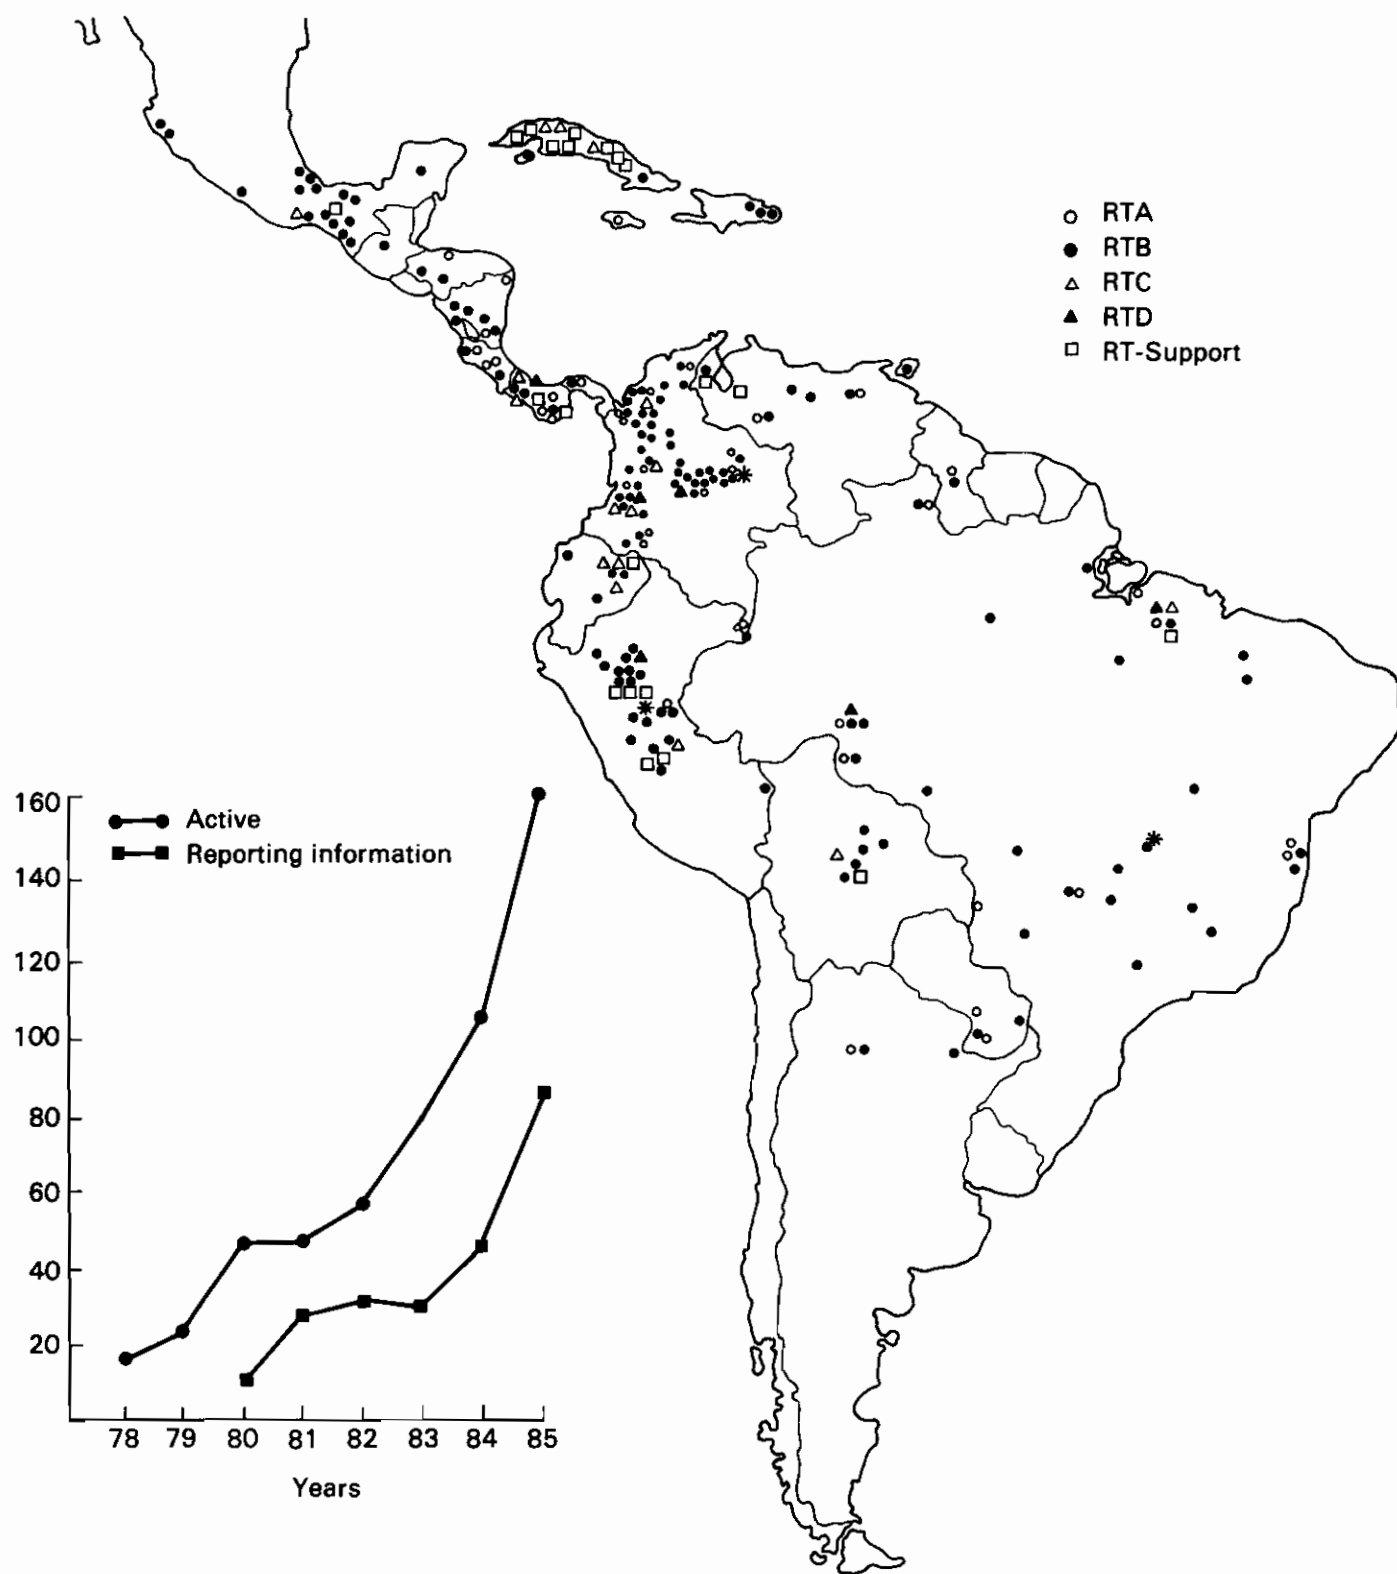 RTA
RTB
RTC
RTD
RT-Support
160
140
120
100
80
60
40
20
Active
Reporting information
78 79 80 81 82 83 84 85
Years